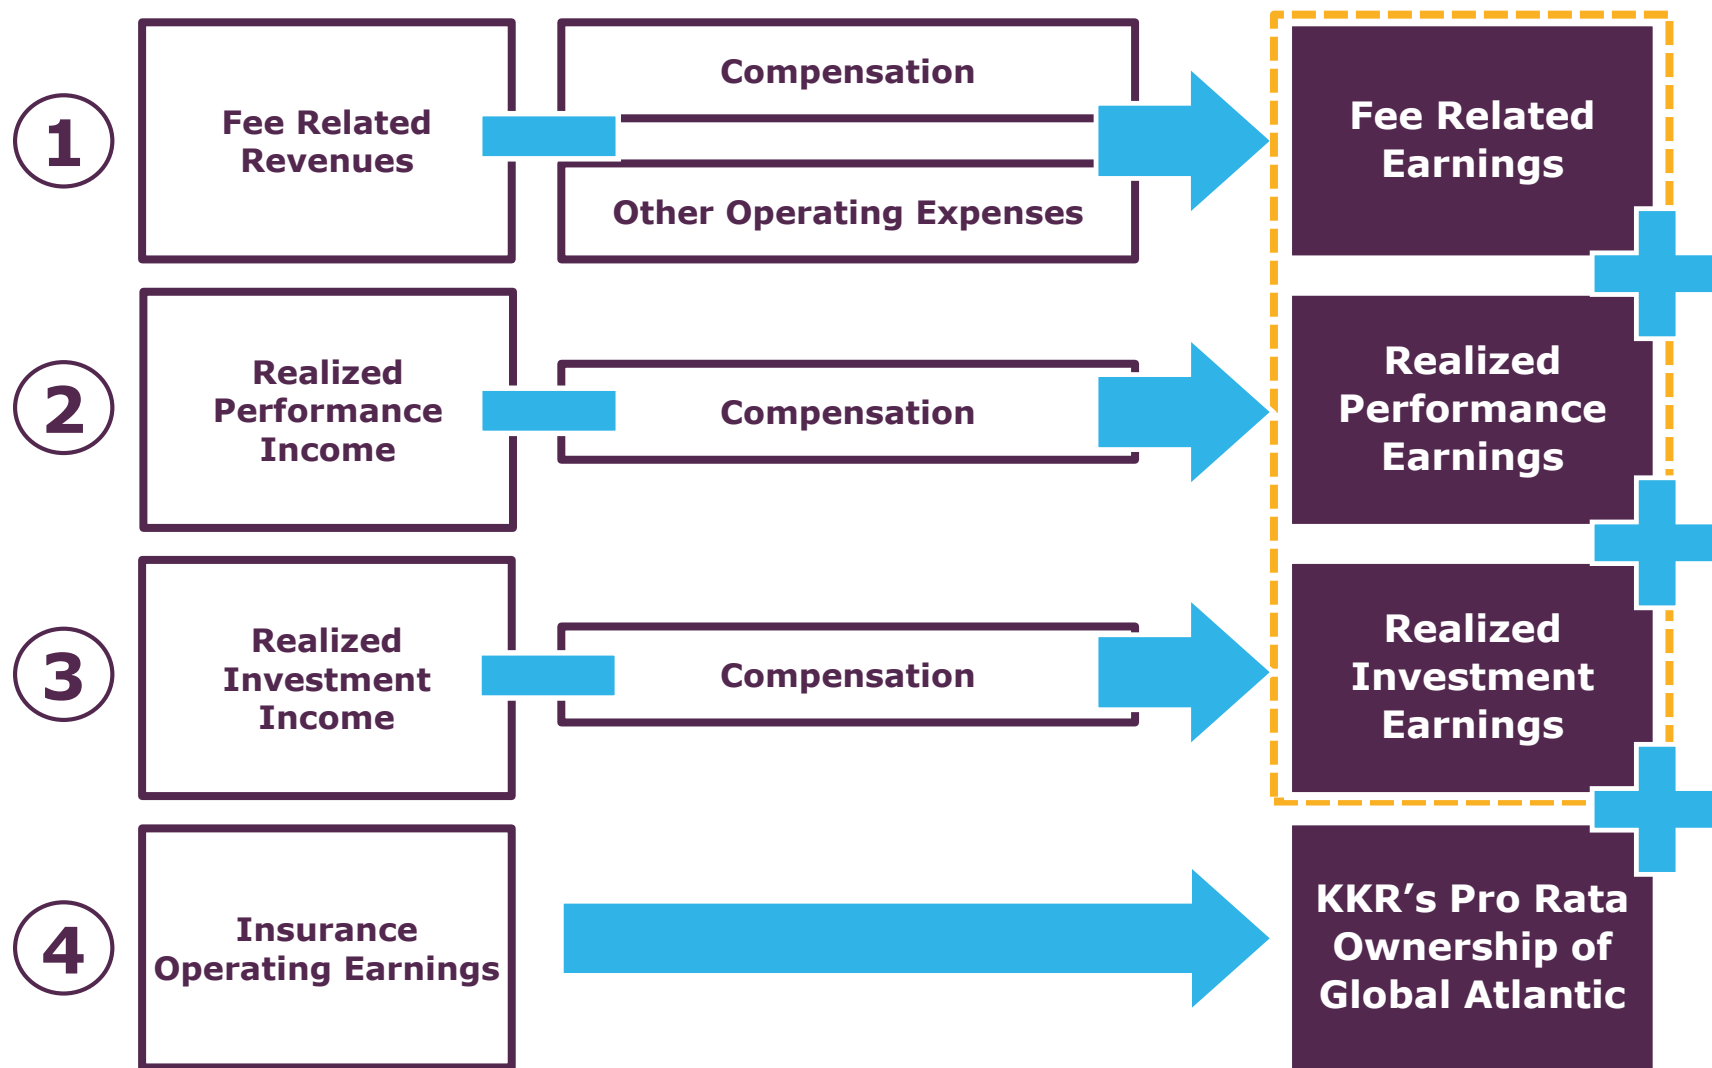 1
Fee Related
Revenues
Compensation
Other Operating Expenses
Fee Related
Earnings
2
Realized
Performance
Income
Compensation
Realized
Performance
Earnings
3
Realized
Investment
Income
Compensation
Realized
Investment
Earnings
4
Insurance
Operating Earnings
KKR’s Pro Rata
Ownership of
Global Atlantic